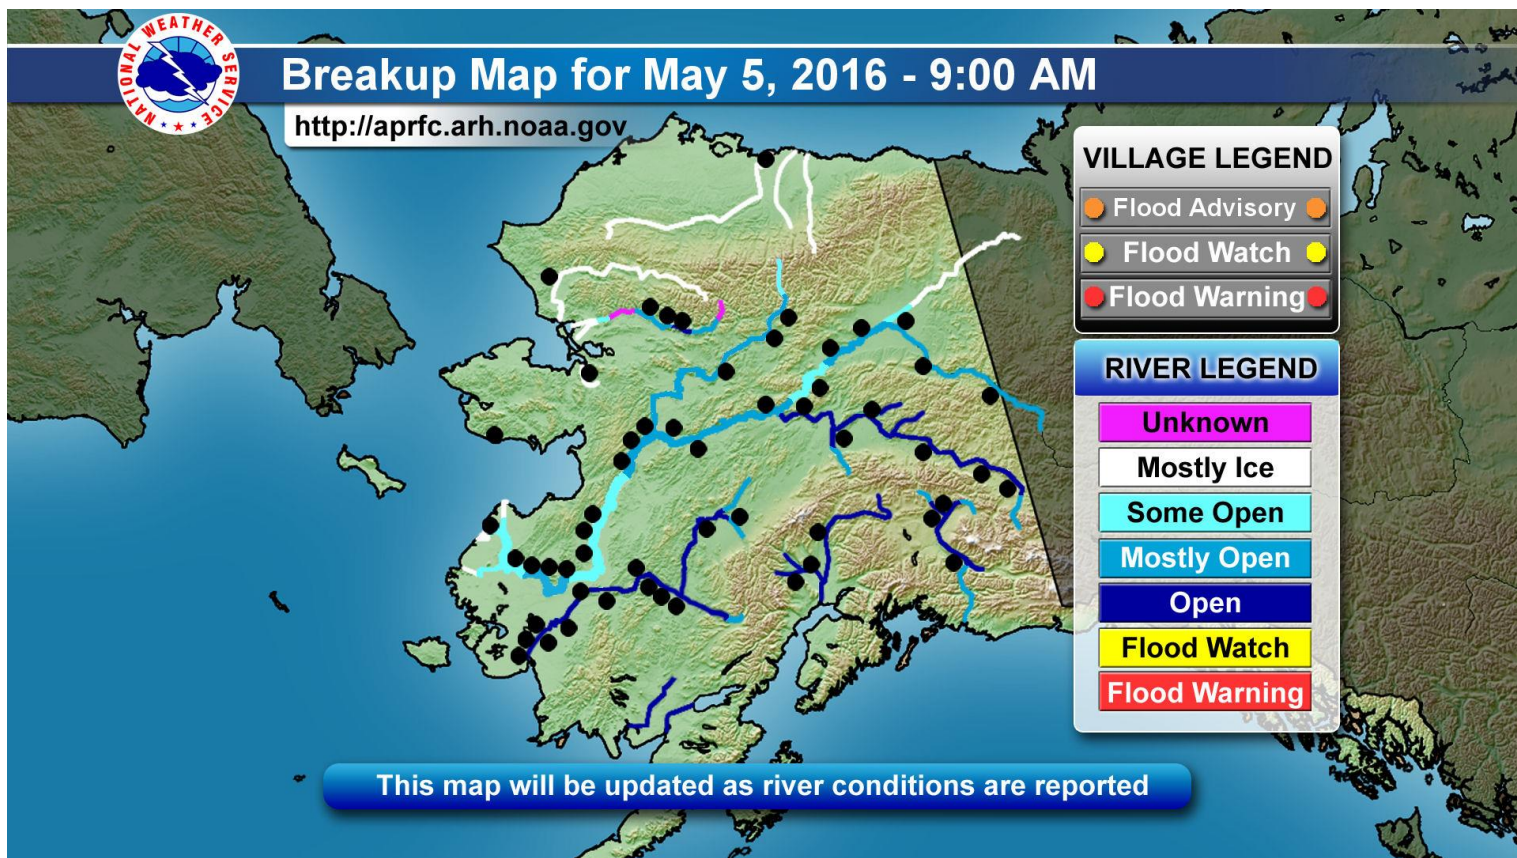 NATIONAL WEATHER SERVICE
Breakup Map for May 5, 2016 - 9:00 AM
http://aprfc.arh.noaa.gov
VILLAGE LEGEND
Flood Advisory
Flood Watch
Flood Warning
RIVER LEGEND
Unknown
Mostly Ice
Some Open
Mostly Open
Open
Flood Watch
Flood Warning
This map will be updated as river conditions are reported